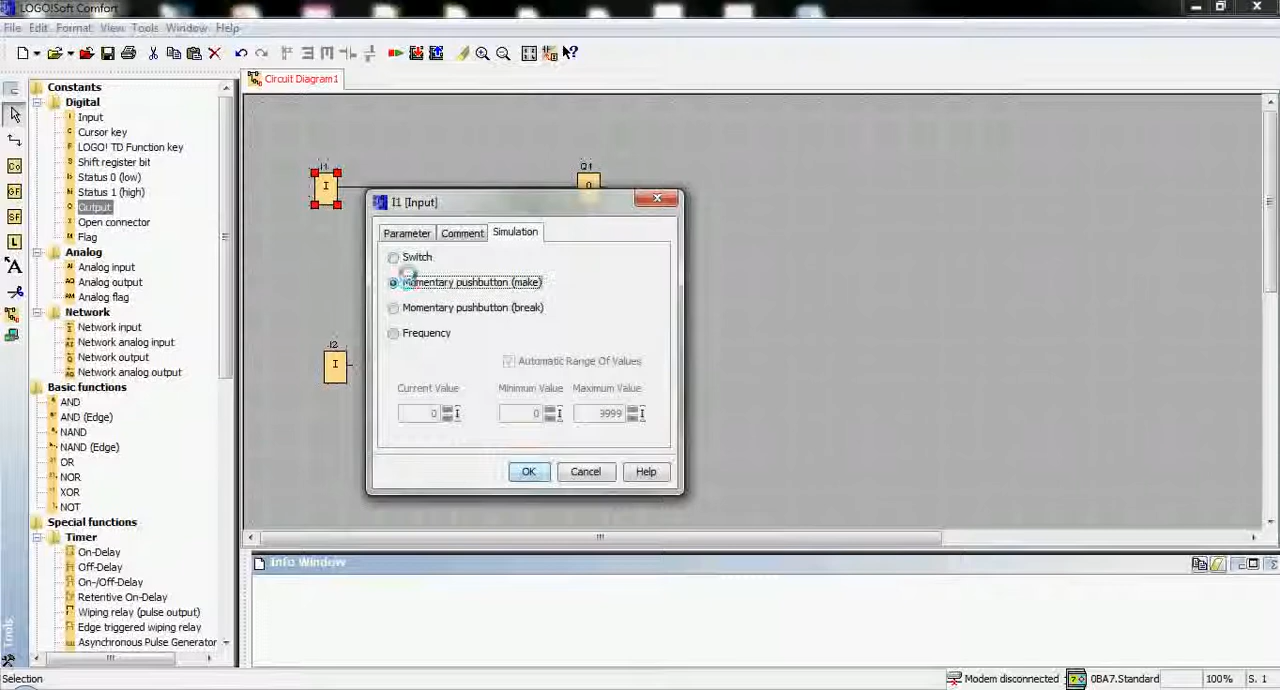 LOGO!Soft Comfort
File Edit Format View Tools Window Help
Circuit Diagram1
Constants
Digital
Input
Cursor key
LOGO! TD Function key
Shift register bit
Status 0 (low)
Status 1 (high)
Output
Open connector
Flag
Analog
Analog input
Analog output
Analog flag
Network
Network input
Network analog input
Network output
Network analog output
Basic functions
AND
AND (Edge)
NAND
NAND (Edge)
OR
NOR
XOR
NOT
Special functions
Timer
On-Delay
Off-Delay
On-/Off-Delay
Retentive On-Delay
Wiping relay (pulse output)
Edge triggered wiping relay
Asynchronous Pulse Generator
Tools
I1
I
Q1
Q
I2
I
I1 [Input]
Parameter Comment Simulation
Switch
Momentary pushbutton (make)
Momentary pushbutton (break)
Frequency
Automatic Range Of Values
Current Value Minimum Value Maximum Value
0 0 9999
OK Cancel Help
Info Window
Selection
Modem disconnected 0BA7.Standard 100% S. 1